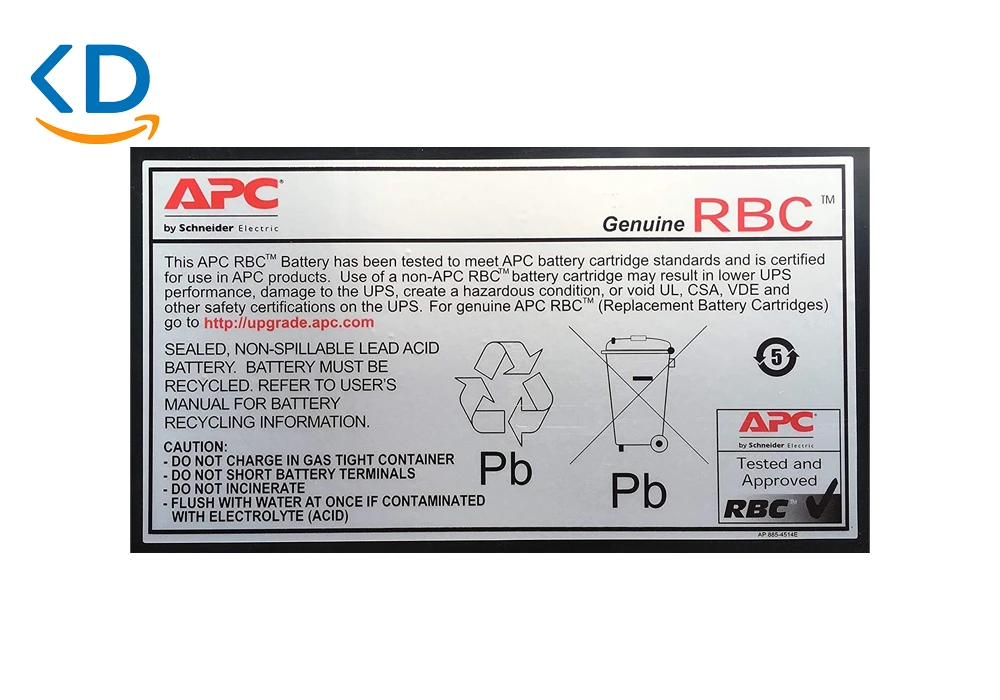 KD
APC®
by Schneider Electric
Genuine RBC™
This APC RBC™ Battery has been tested to meet APC battery cartridge standards and is certified
for use in APC products. Use of a non-APC RBC™ battery cartridge may result in lower UPS
performance, damage to the UPS, create a hazardous condition, or void UL, CSA, VDE and
other safety certifications on the UPS. For genuine APC RBC™ (Replacement Battery Cartridges)
go to http://upgrade.apc.com
SEALED, NON-SPILLABLE LEAD ACID
BATTERY. BATTERY MUST BE
RECYCLED. REFER TO USER'S
MANUAL FOR BATTERY
RECYCLING INFORMATION.
CAUTION:
- DO NOT CHARGE IN GAS TIGHT CONTAINER
- DO NOT SHORT BATTERY TERMINALS
- DO NOT INCINERATE
- FLUSH WITH WATER AT ONCE IF CONTAMINATED
WITH ELECTROLYTE (ACID)
Pb
Pb
5
APC®
by Schneider Electric
Tested and
Approved
RBC™
AP 885-4514E